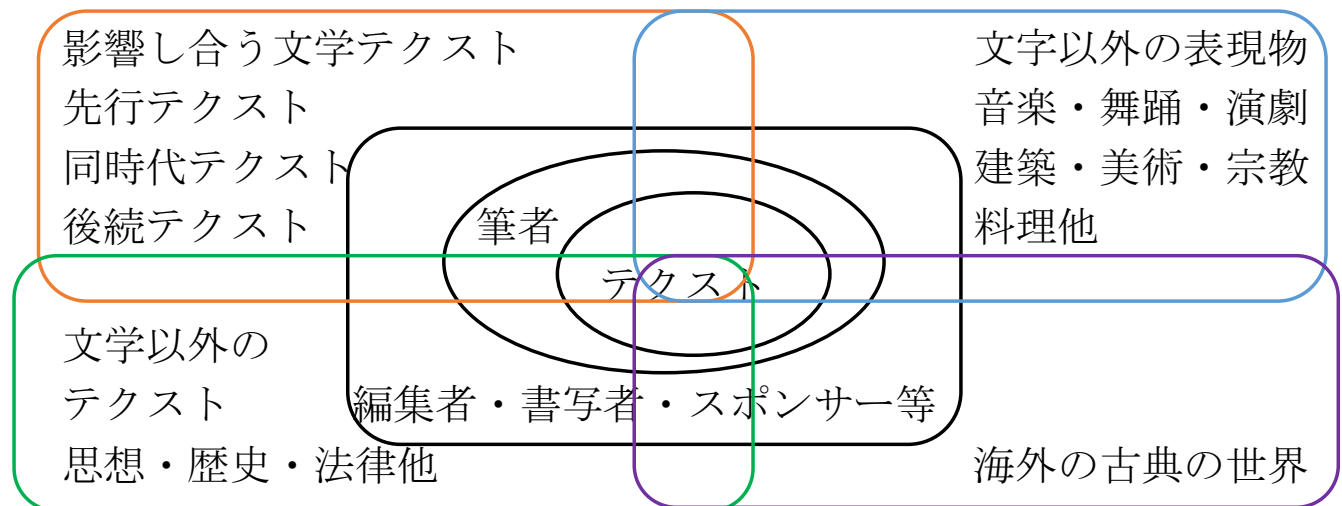 影響し合う文学テクスト
先行テクスト
同時代テクスト
後続テクスト
文字以外の表現物
音楽・舞踊・演劇
建築・美術・宗教
料理他
筆者
テクスト
編集者・書写者・スポンサー等
文学以外の
テクスト
思想・歴史・法律他
海外の古典の世界